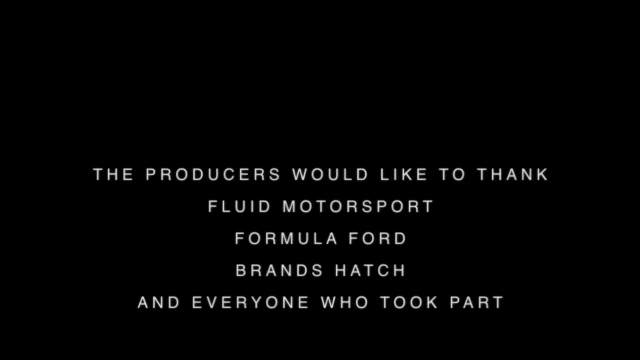 THE PRODUCERS WOULD LIKE TO THANK
FLUID MOTORSPORT
FORMULA FORD
BRANDS HATCH
AND EVERYONE WHO TOOK PART